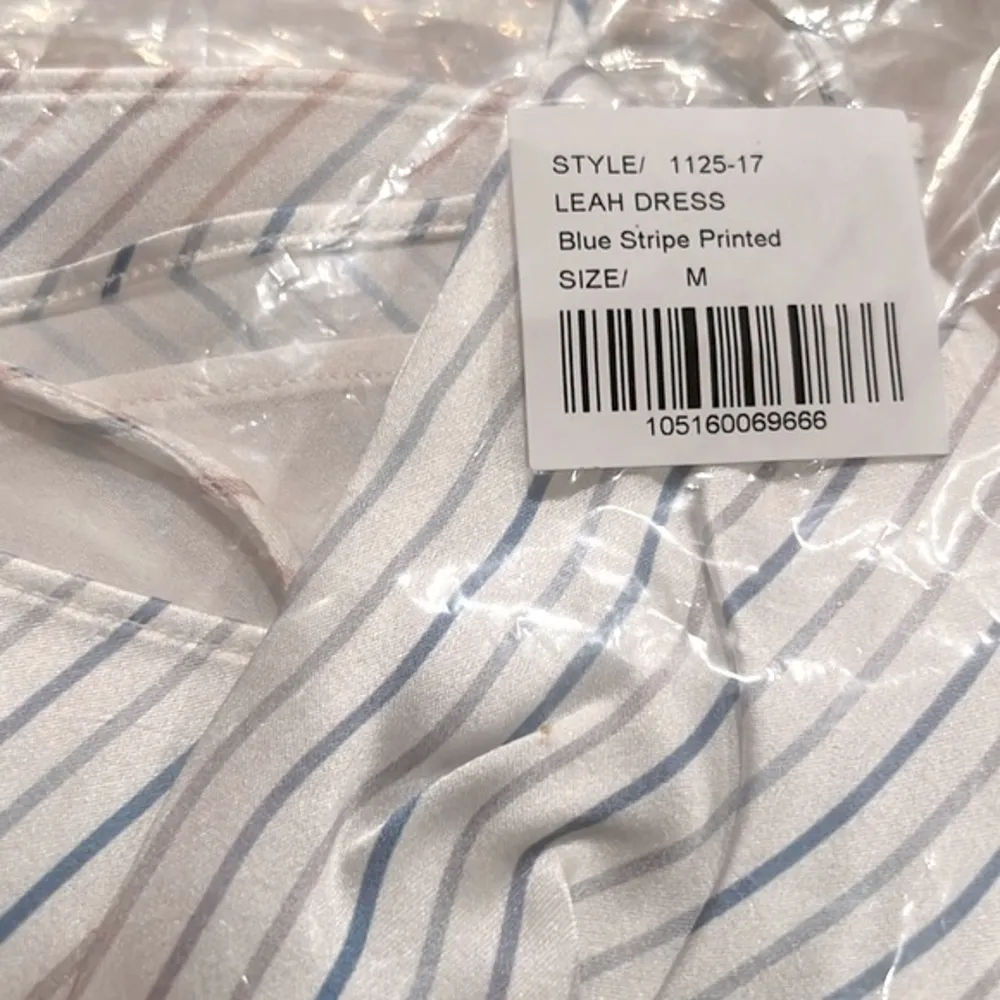 STYLE/ 1125-17
LEAH DRESS
Blue Stripe Printed
SIZE/ M
105160069666